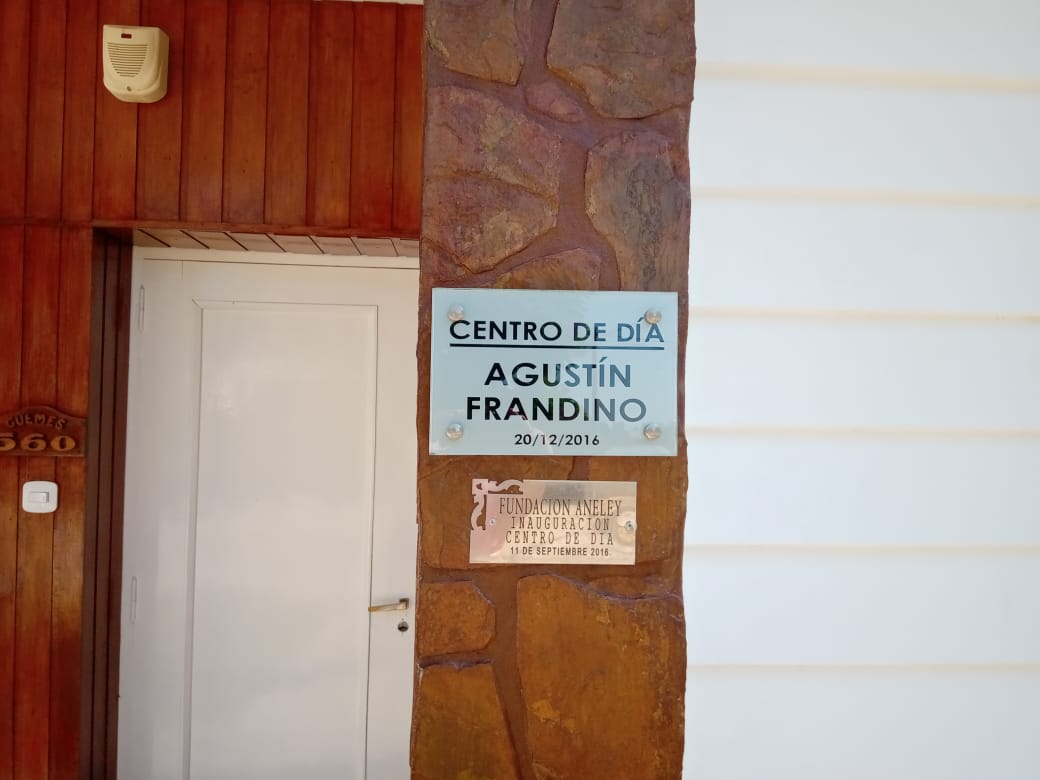 CENTRO DE DÍA
AGUSTÍN
FRANDINO
20/12/2016
FUNDACION ANELEY
INAUGURACION
CENTRO DE DIA
11 DE SEPTIEMBRE 2016
GÜEMES
560